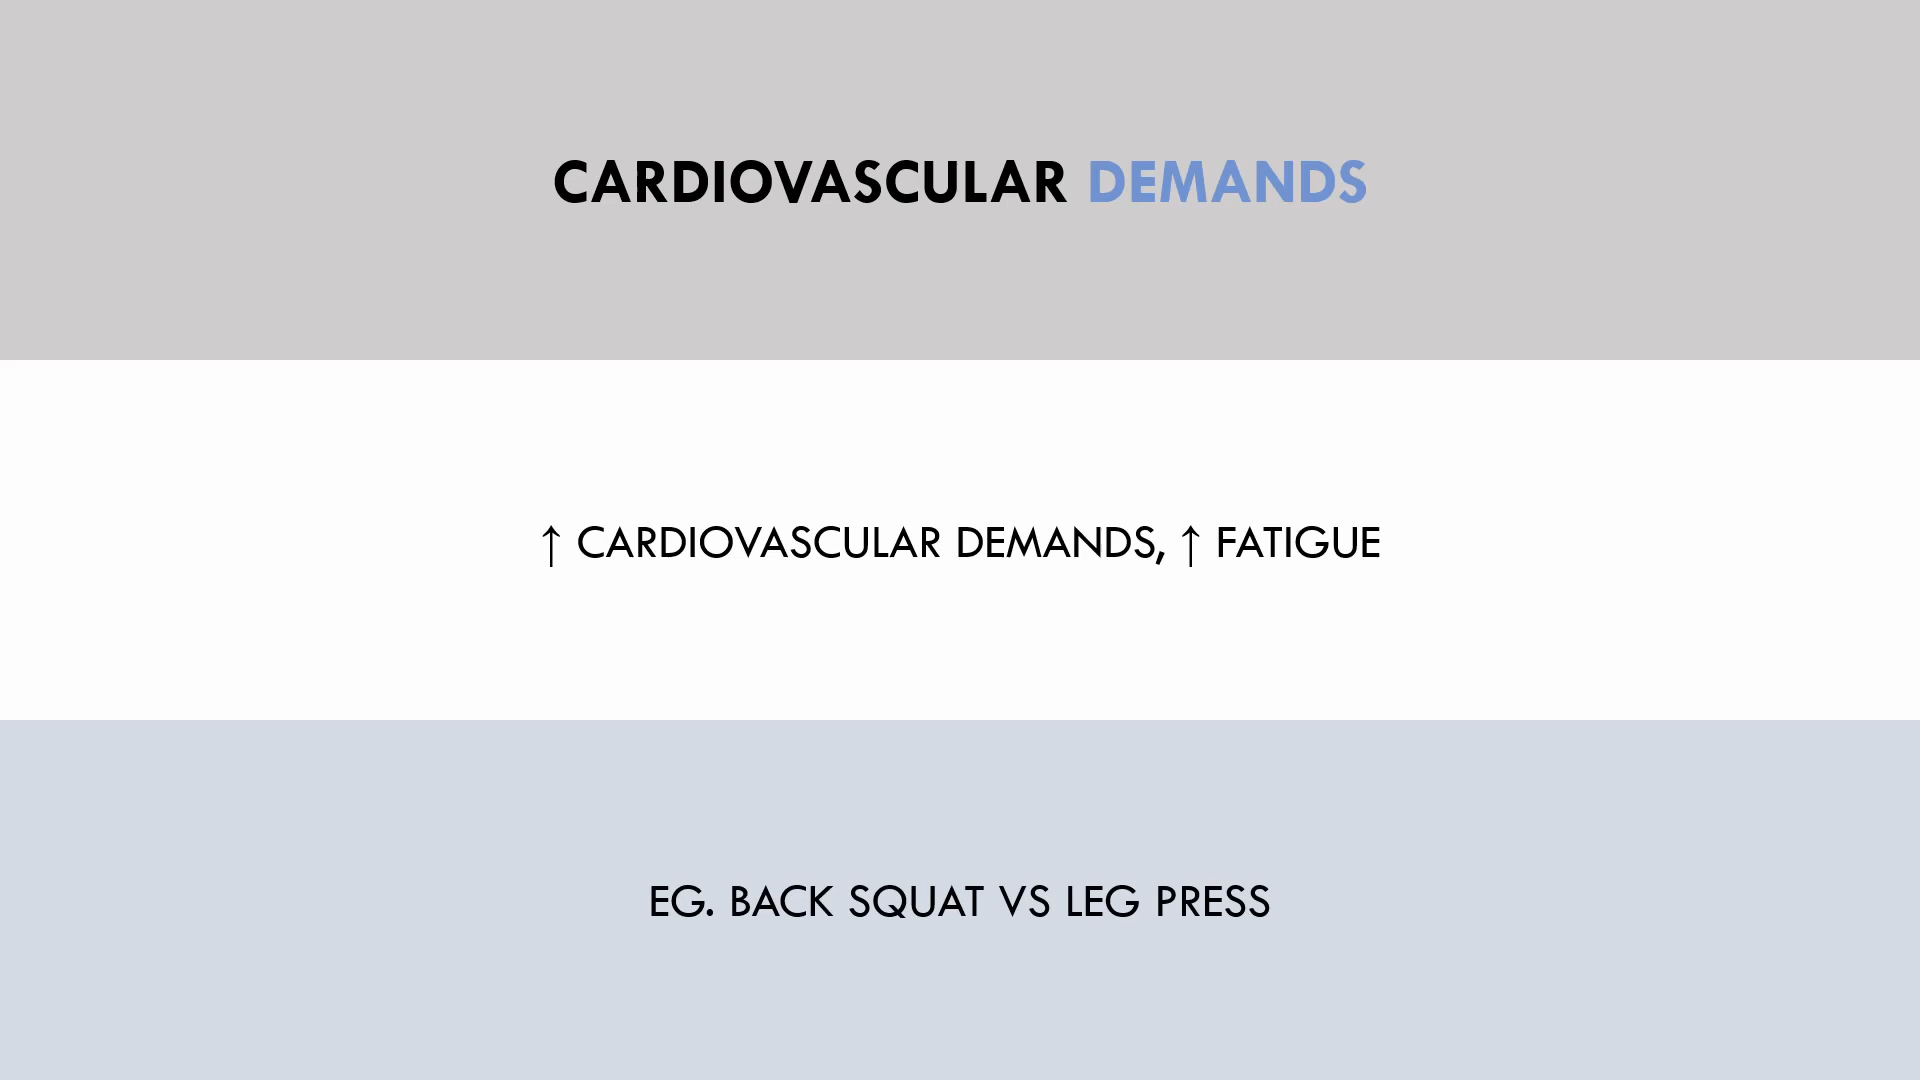 CARDIOVASCULAR DEMANDS
↑ CARDIOVASCULAR DEMANDS, ↑ FATIGUE
EG. BACK SQUAT VS LEG PRESS